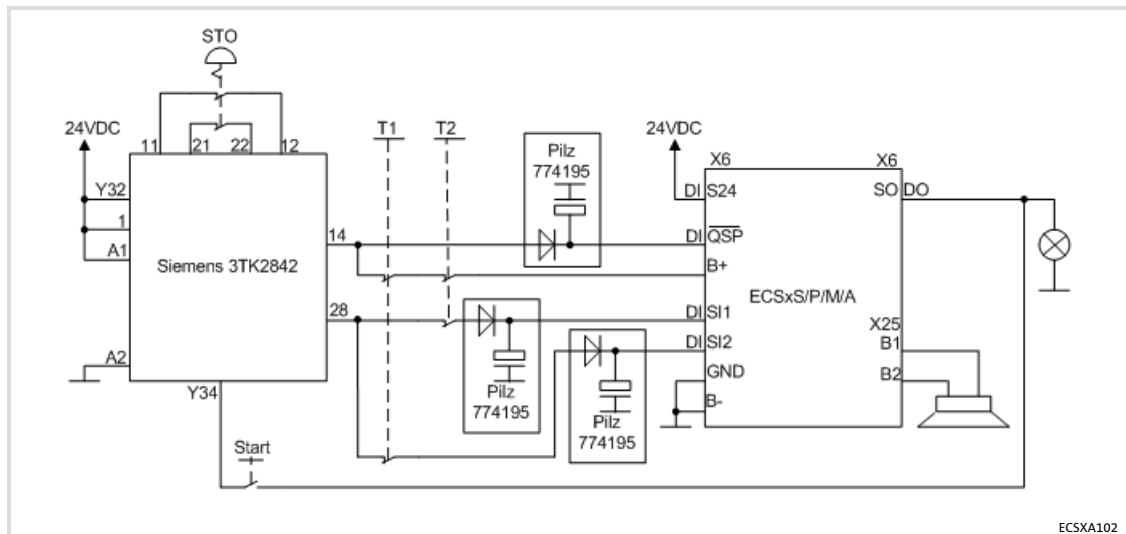 STO
24VDC
11
21
22
12
T1
T2
Pilz
774195
24VDC
X6
X6
Y32
DI
S24
SO
DO
1
14
DI
QSP
A1
Siemens 3TK2842
B+
ECSxS/P/M/A
28
DI
SI1
X25
DI
SI2
B1
A2
GND
B2
Y34
Pilz
774195
B-
Pilz
774195
Start
ECSXA102